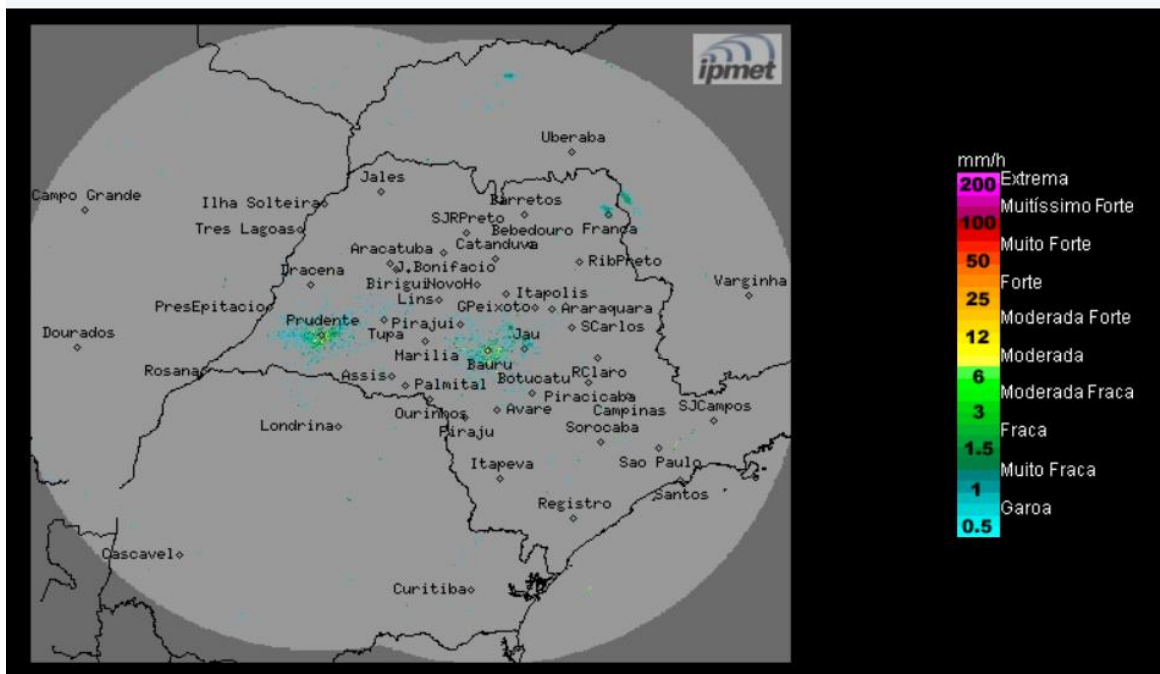 ipmet
Uberaba
Campo Grande
Jales
Ilha Solteira
Barretos
SJRPreto
Tres Lagoas
Bebedouro
Franca
Aracatuba
Catanduva
Dracena
J.Bonifacio
RibPreto
Birigui
NovoH
Varginha
Lins
Itapolis
PresEpitacio
GPeixoto
Araraquara
Prudente
Pirajui
SCarlos
Dourados
Tupa
Jau
Marilia
Bauru
Rosana
Assis
RClaro
Palmital
Botucatu
Piracicaba
Ourinhos
Avare
Campinas
SJCampos
Londrina
Piraju
Sorocaba
Itapeva
Sao Paulo
Santos
Registro
Cascavel
Curitiba
mm/h
200 Extrema
Muitíssimo Forte
100
Muito Forte
50
Forte
25
Moderada Forte
12
Moderada
6
Moderada Fraca
3
Fraca
1.5
Muito Fraca
1
Garoa
0.5